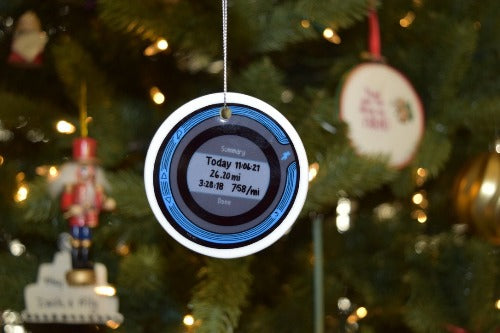 Summary
Today 11·06·21
26.20 mi
3:28:18 7:58/mi
Done